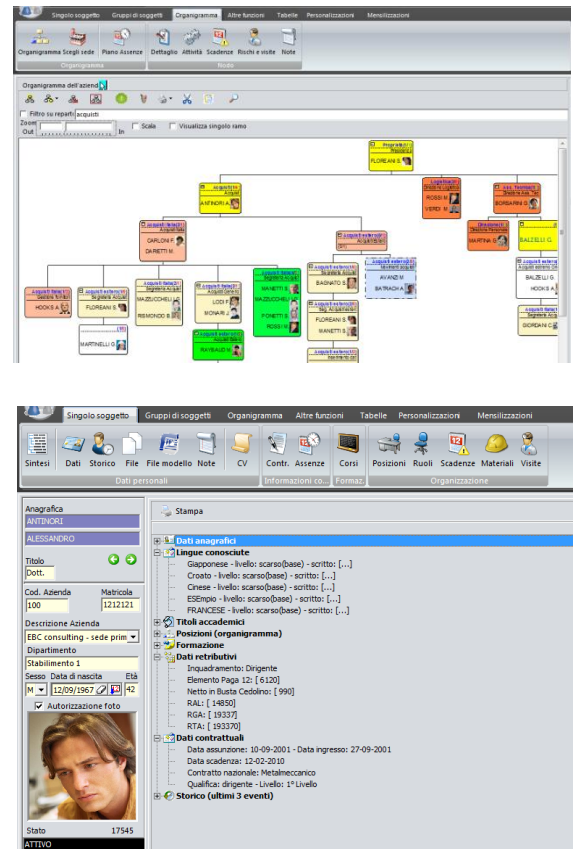 Singolo soggetto Gruppi di soggetti Organigramma Altre funzioni Tabelle Personalizzazioni Mensilizzazioni
Organigramma Scegli sede Piano Assenze Dettaglio Attività Scadenze Rischi e visite Note
Organigramma Nodo
Organigramma dell'aziend
Filtro su reparti acquisti
Zoom
Out In Scala Visualizza singolo ramo
FLOREANI S.
ANTINORI A.
ROSSI M.
VERDI M.
BORSARINI G.
CARLONI F.
DARIETTI M.
MARTINA G.
BALZELLI G.
HOOKS A.
FLOREANI S.
MAZZUCCHELLI D.
RISMONDO B.
LODI F.
MONARI J.
MANETTI S.
MAZZUCCHELLI D.
PONETTI S.
ROSSI M.
BAGNATO S.
AVANZI M.
BATRACH A.
BALZELLI G.
HOOKS A.
MARTINELLI G.
RAYBAUD M.
FLOREANI S.
MANETTI S.
GIORDANI C.
Singolo soggetto Gruppi di soggetti Organigramma Altre funzioni Tabelle Personalizzazioni Mensilizzazioni
Sintesi Dati Storico File File modello Note CV Contr. Assenze Corsi Posizioni Ruoli Scadenze Materiali Visite
Dati personali Informazioni co... Formaz. Organizzazione
Anagrafica
ANTINORI
ALESSANDRO
Titolo
Dott.
Cod. Azienda Matricola
100 1212121
Descrizione Azienda
EBC consulting - sede prim
Dipartimento
Stabilimento 1
Sesso Data di nascita Età
M 12/09/1967 42
Autorizzazione foto
Stato 17545
ATTIVO
Stampa
Dati anagrafici
Lingue conosciute
Giapponese - livello: scarso(base) - scritto: [...]
Croato - livello: scarso(base) - scritto: [...]
Cinese - livello: scarso(base) - scritto: [...]
ESEmpio - livello: scarso(base) - scritto: [...]
FRANCESE - livello: scarso(base) - scritto: [...]
Titoli accademici
Posizioni (organigramma)
Formazione
Dati retributivi
Inquadramento: Dirigente
Elemento Paga 12: [ 6120]
Netto in Busta Cedolino: [ 990]
RAL: [ 14850]
RGA: [ 19337]
RTA: [ 193370]
Dati contrattuali
Data assunzione: 10-09-2001 - Data ingresso: 27-09-2001
Data scadenza: 12-02-2010
Contratto nazionale: Metalmeccanico
Qualifica: dirigente - Livello: 1° Livello
Storico (ultimi 3 eventi)